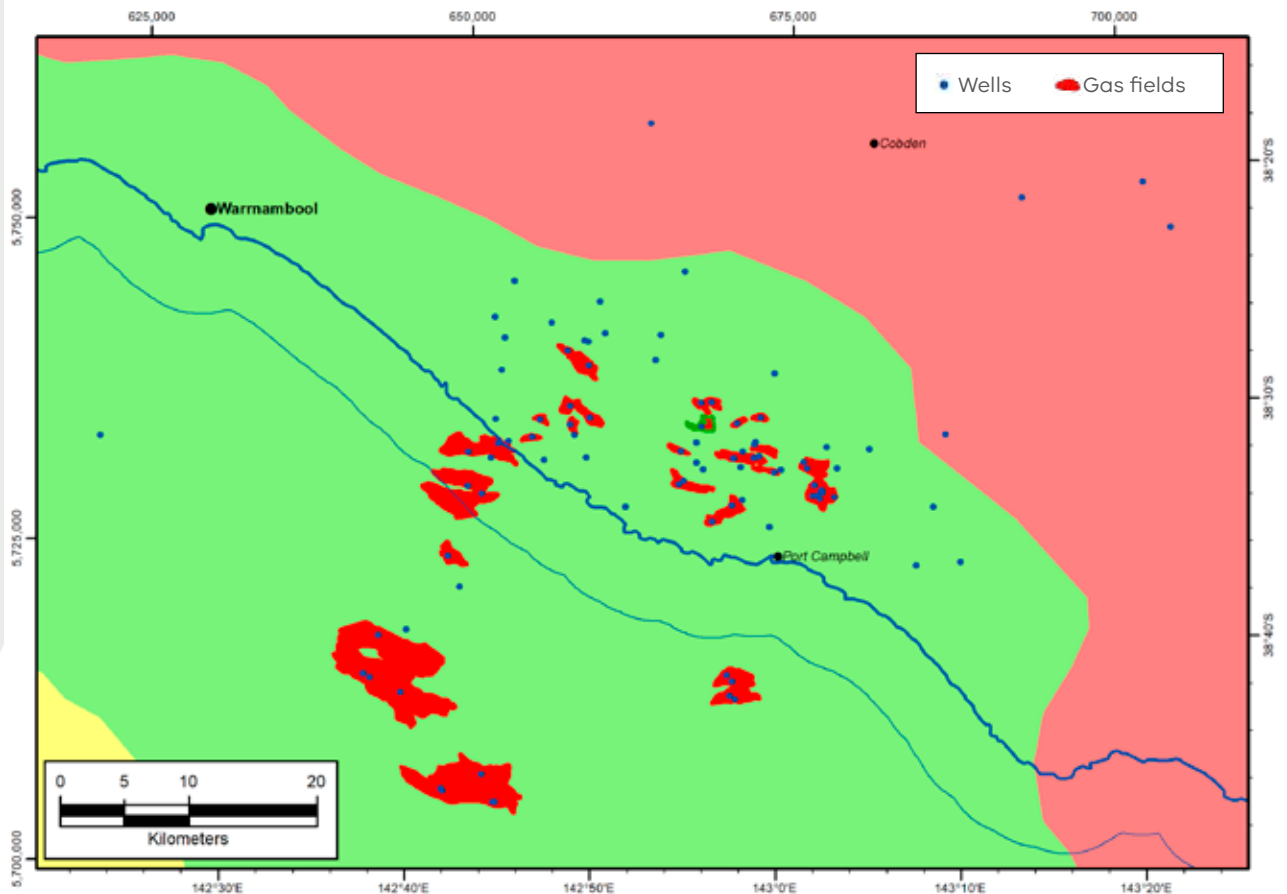 625,000 650,000 675,000 700,000
Wells Gas fields
Cobden
38°20'S
Warrnambool
5,750,000
38°30'S
5,725,000
Port Campbell
38°40'S
0 5 10 20
Kilometers
5,700,000
142°30'E 142°40'E 142°50'E 143°0'E 143°10'E 143°20'E